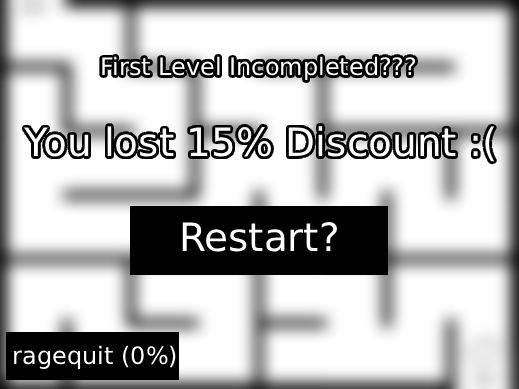 First Level Incompleted???
You lost 15% Discount :(
Restart?
ragequit (0%)